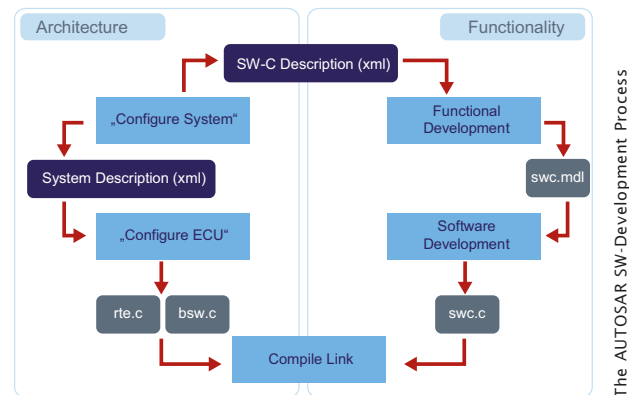 Architecture
Functionality
SW-C Description (xml)
„Configure System“
Functional
Development
System Description (xml)
swc.mdl
„Configure ECU“
Software
Development
rte.c
bsw.c
swc.c
Compile Link
The AUTOSAR SW-Development Process